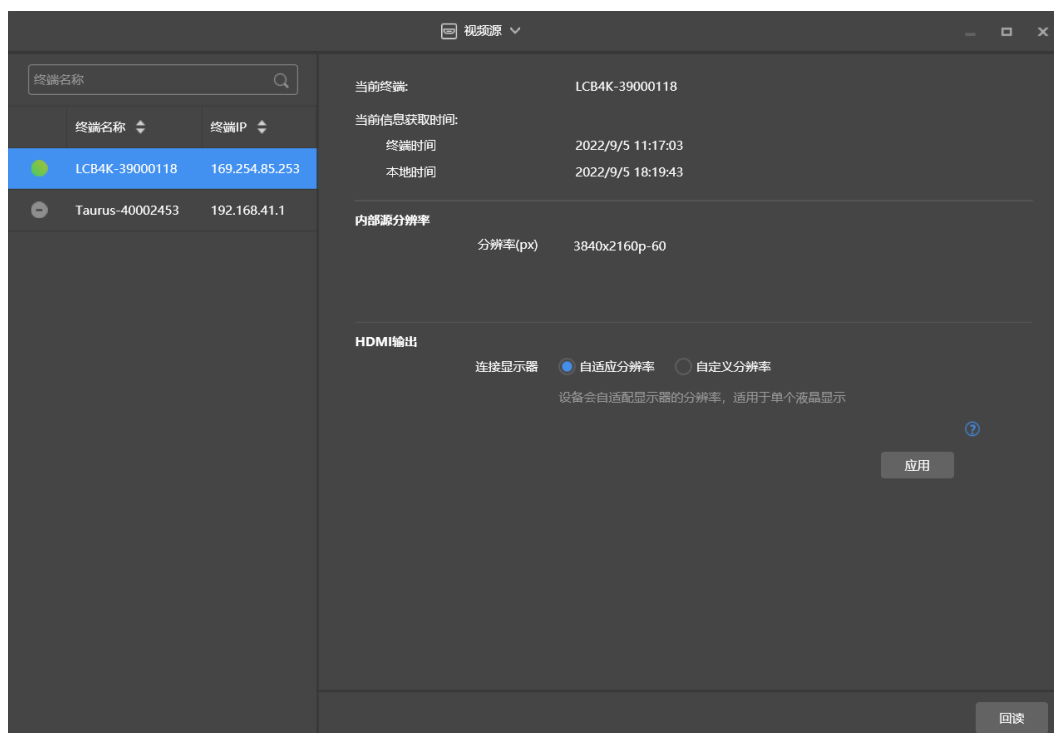 视频源
终端名称
终端名称 终端IP
LCB4K-39000118 169.254.85.253
Taurus-40002453 192.168.41.1
当前终端: LCB4K-39000118
当前信息获取时间:
终端时间 2022/9/5 11:17:03
本地时间 2022/9/5 18:19:43
内部源分辨率
分辨率(px) 3840x2160p-60
HDMI输出
连接显示器 自适应分辨率 自定义分辨率
设备会自适配显示器的分辨率，适用于单个液晶显示
?
应用
回读